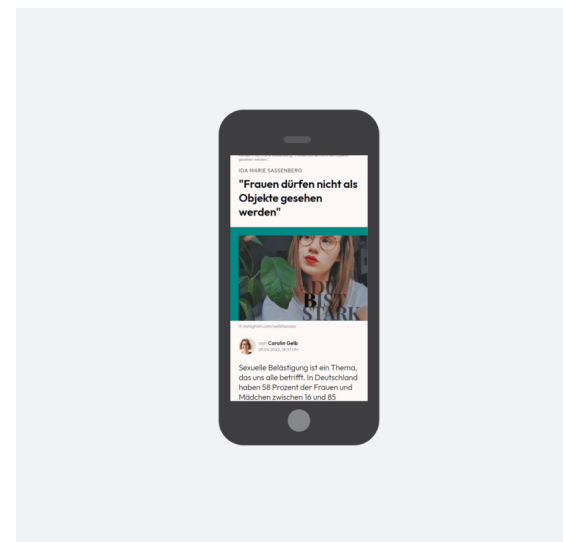 gesehen werden"
IDA MARIE SASSENBERG
"Frauen dürfen nicht als
Objekte gesehen
werden"
DU
BIST
STARK
von Carolin Geib
Sexuelle Belästigung ist ein Thema,
das uns alle betrifft. In Deutschland
haben 58 Prozent der Frauen und
Mädchen zwischen 16 und 85